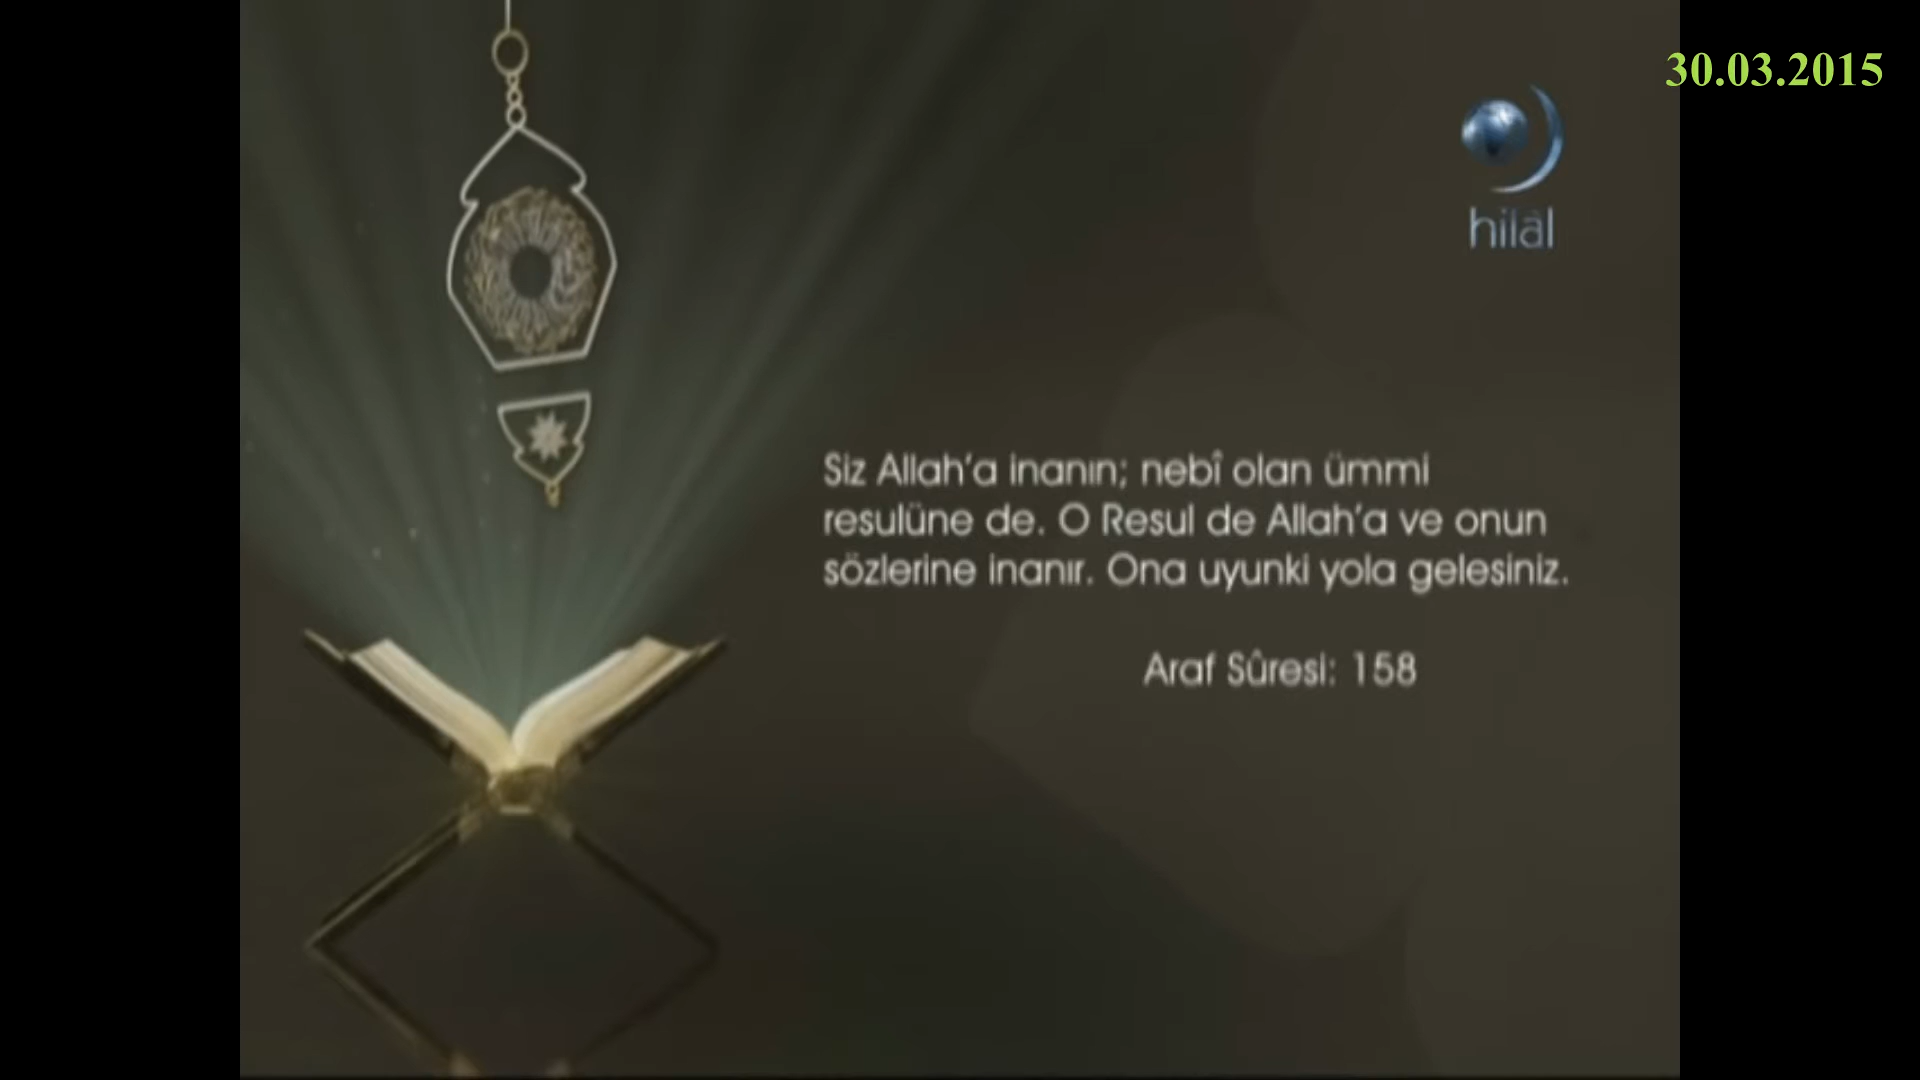 30.03.2015
hilâl
Siz Allah'a inanın; nebî olan ümmi
resulüne de. O Resul de Allah'a ve onun
sözlerine inanır. Ona uyunki yola gelesiniz.
Araf Sûresi: 158